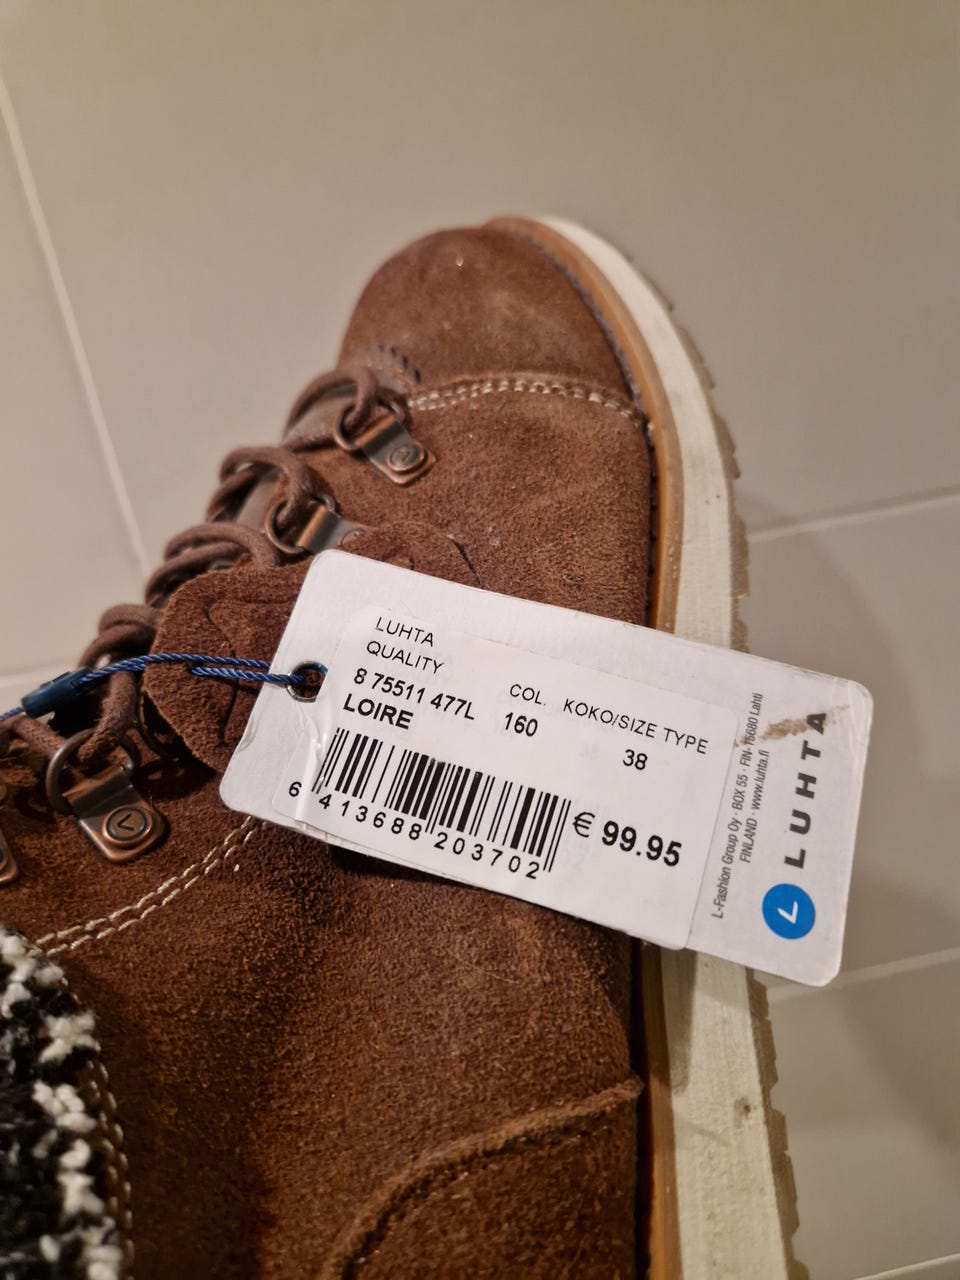 LUHTA
QUALITY
8 75511 477L
LOIRE
COL.
160
KOKO/SIZE TYPE
38
6 413688 203702
€ 99.95
L-Fashion Group Oy · BOX 55 · FIN-15680 Lahti
FINLAND · www.luhta.fi
LUHTA